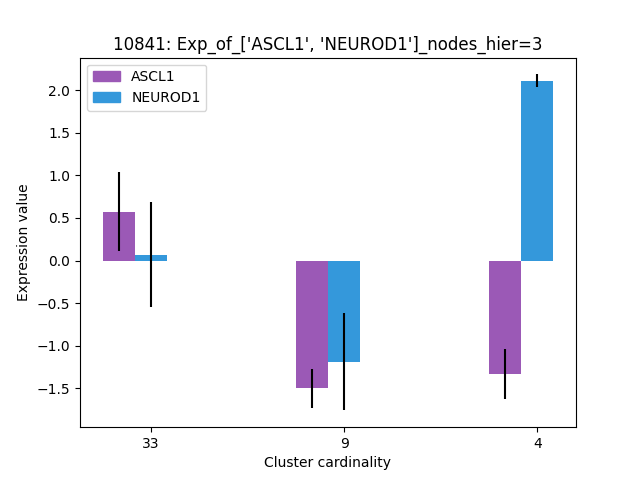 10841: Exp_of_['ASCL1', 'NEUROD1']_nodes_hier=3
ASCL1
NEUROD1
2.0
1.5
1.0
0.5
0.0
−0.5
−1.0
−1.5
Expression value
33
9
4
Cluster cardinality